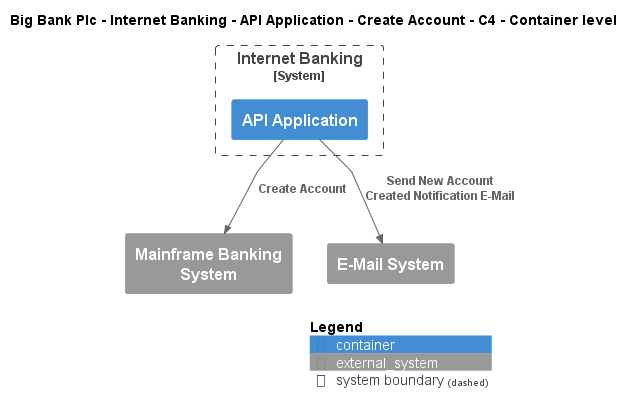 Big Bank Plc - Internet Banking - API Application - Create Account - C4 - Container level
Internet Banking
[System]
API Application
Create Account
Send New Account
Created Notification E-Mail
Mainframe Banking
System
E-Mail System
Legend
container
external_system
system boundary (dashed)